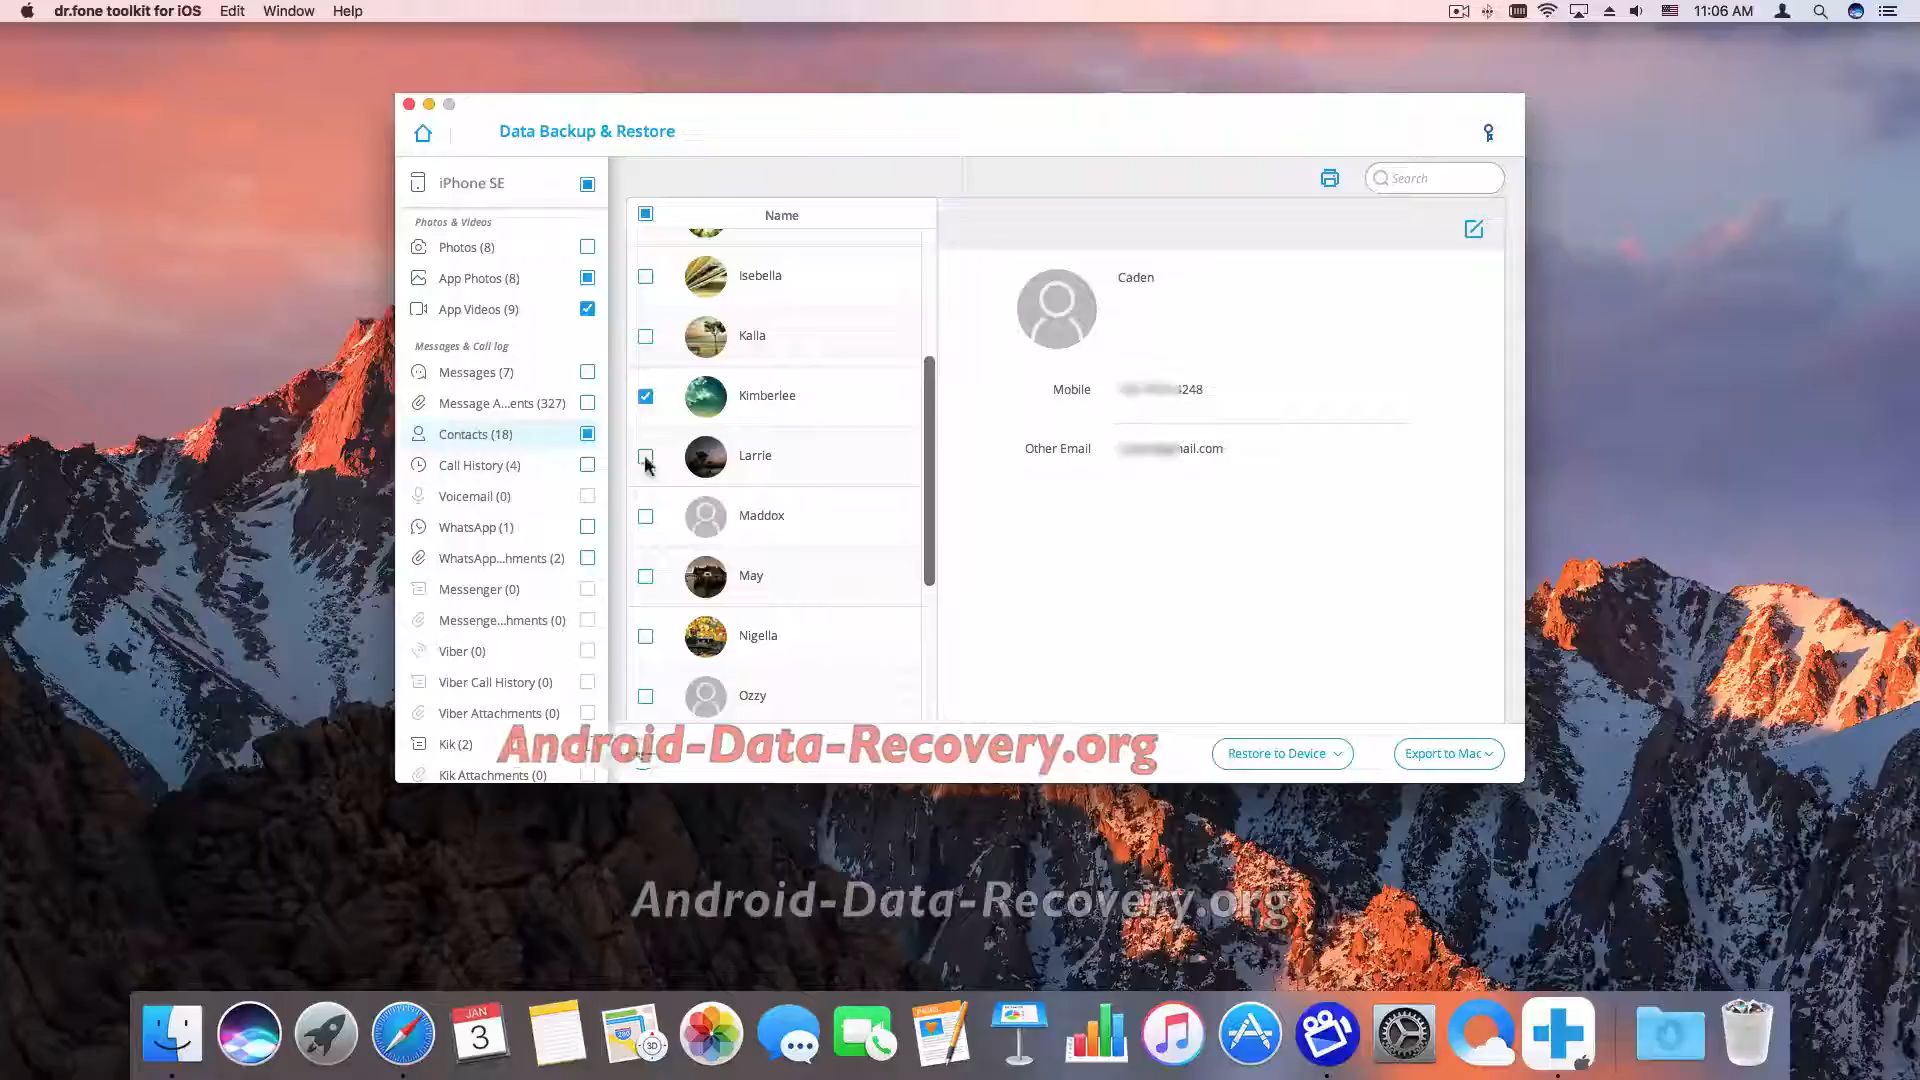 dr.fone toolkit for iOS Edit Window Help
11:06 AM
Data Backup & Restore
iPhone SE
Search
Photos & Videos
Photos (8)
App Photos (8)
App Videos (9)
Messages & Call log
Messages (7)
Message A...ents (327)
Contacts (18)
Call History (4)
Voicemail (0)
WhatsApp (1)
WhatsApp...hments (2)
Messenger (0)
Messenge...hments (0)
Viber (0)
Viber Call History (0)
Viber Attachments (0)
Kik (2)
Kik Attachments (0)
Name
Isebella
Kalla
Kimberlee
Larrie
Maddox
May
Nigella
Ozzy
Caden
Mobile 4248
Other Email ail.com
Restore to Device
Export to Mac
Android-Data-Recovery.org
Android-Data-Recovery.org
JAN
3
280
3D
PAGES